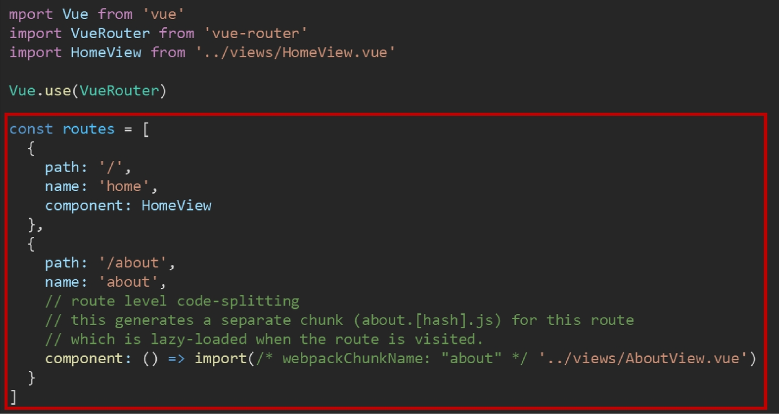 mport Vue from 'vue'
import VueRouter from 'vue-router'
import HomeView from '../views/HomeView.vue'

Vue.use(VueRouter)

const routes = [
  {
    path: '/',
    name: 'home',
    component: HomeView
  },
  {
    path: '/about',
    name: 'about',
    // route level code-splitting
    // this generates a separate chunk (about.[hash].js) for this route
    // which is lazy-loaded when the route is visited.
    component: () => import(/* webpackChunkName: "about" */ '../views/AboutView.vue')
  }
]